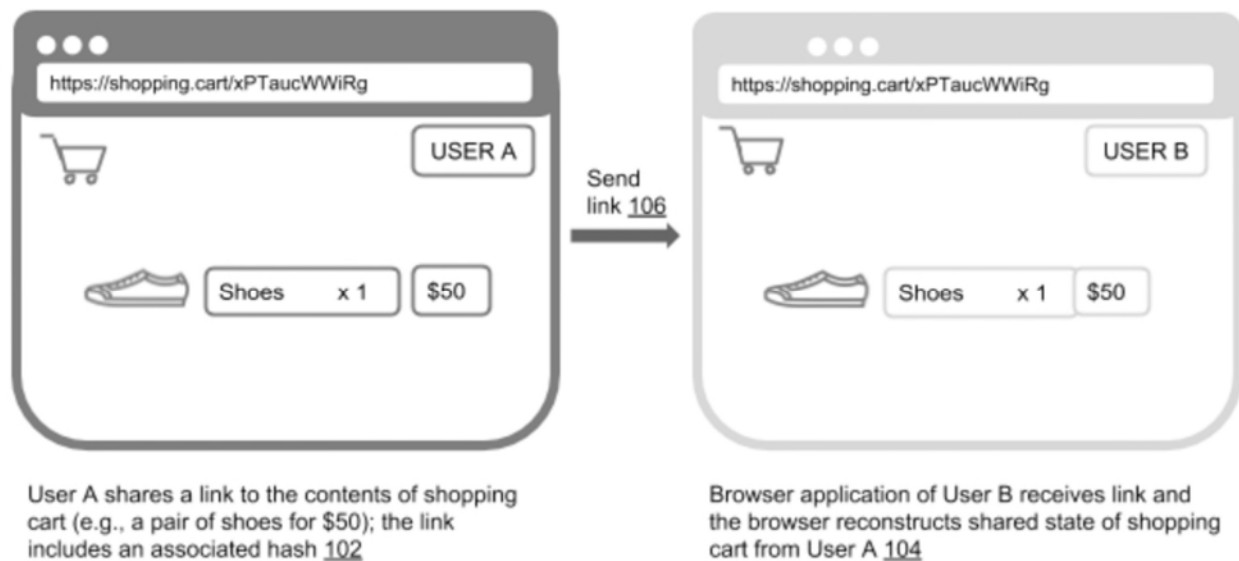 https://shopping.cart/xPTaucWWiRg
USER A
Shoes x 1 $50
User A shares a link to the contents of shopping
cart (e.g., a pair of shoes for $50); the link
includes an associated hash 102
Send
link 106
https://shopping.cart/xPTaucWWiRg
USER B
Shoes x 1 $50
Browser application of User B receives link and
the browser reconstructs shared state of shopping
cart from User A 104